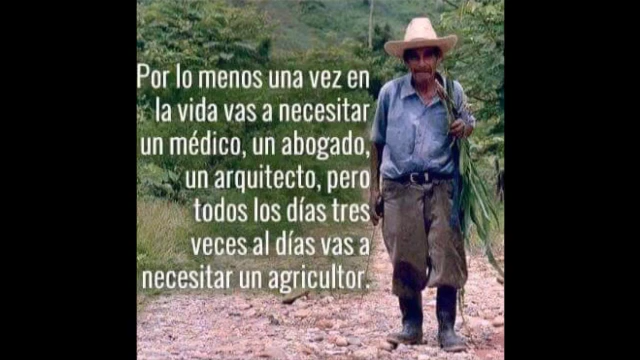 Por lo menos una vez en
la vida vas a necesitar
un médico, un abogado,
un arquitecto, pero
todos los días tres
veces al días vas a
necesitar un agricultor.